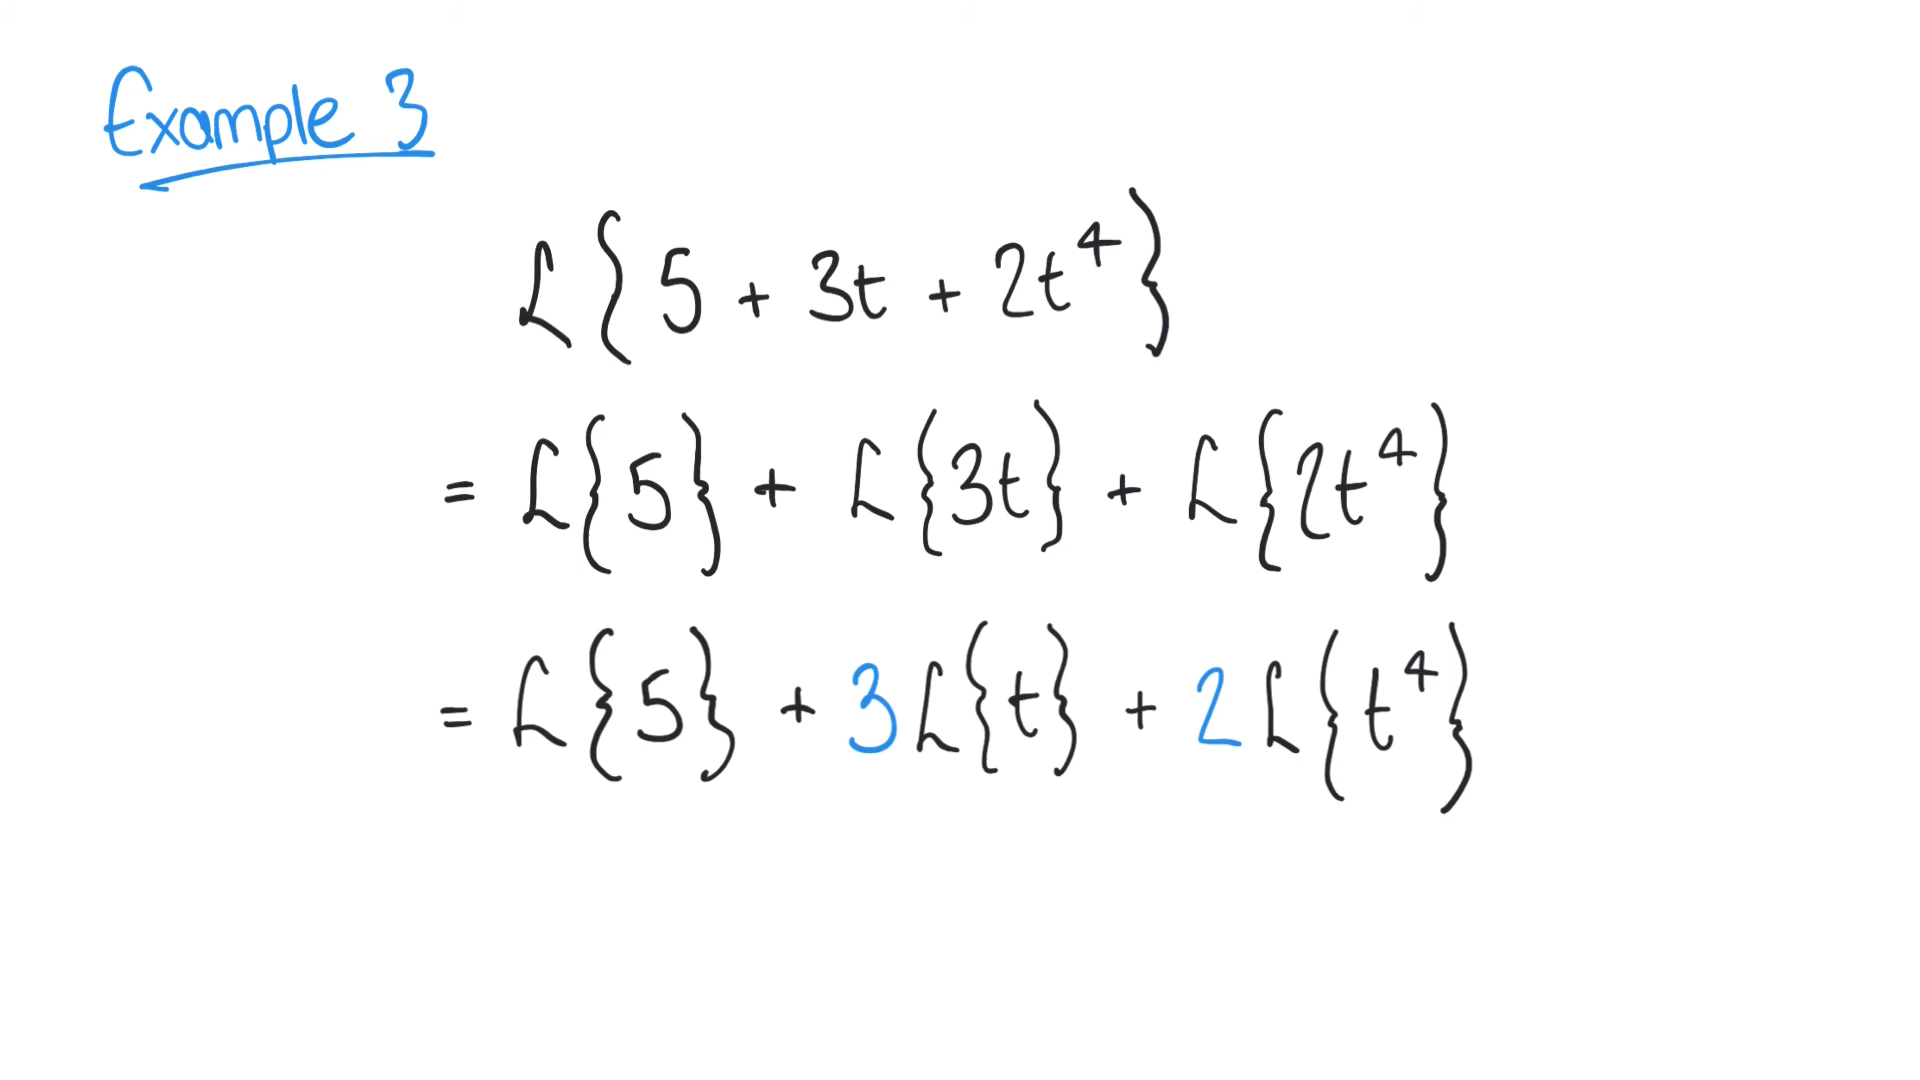 Example 3
ℒ{5 + 3t + 2t⁴}
= ℒ{5} + ℒ{3t} + ℒ{2t⁴}
= ℒ{5} + 3ℒ{t} + 2ℒ{t⁴}